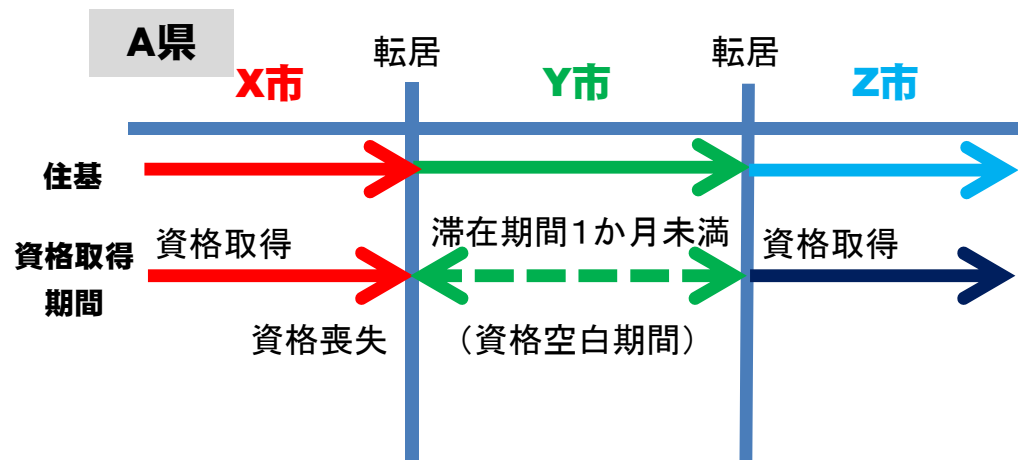 A県
転居
転居
X市
Y市
Z市
住基
資格取得
期間
資格取得
滞在期間1か月未満
資格取得
資格喪失
（資格空白期間）